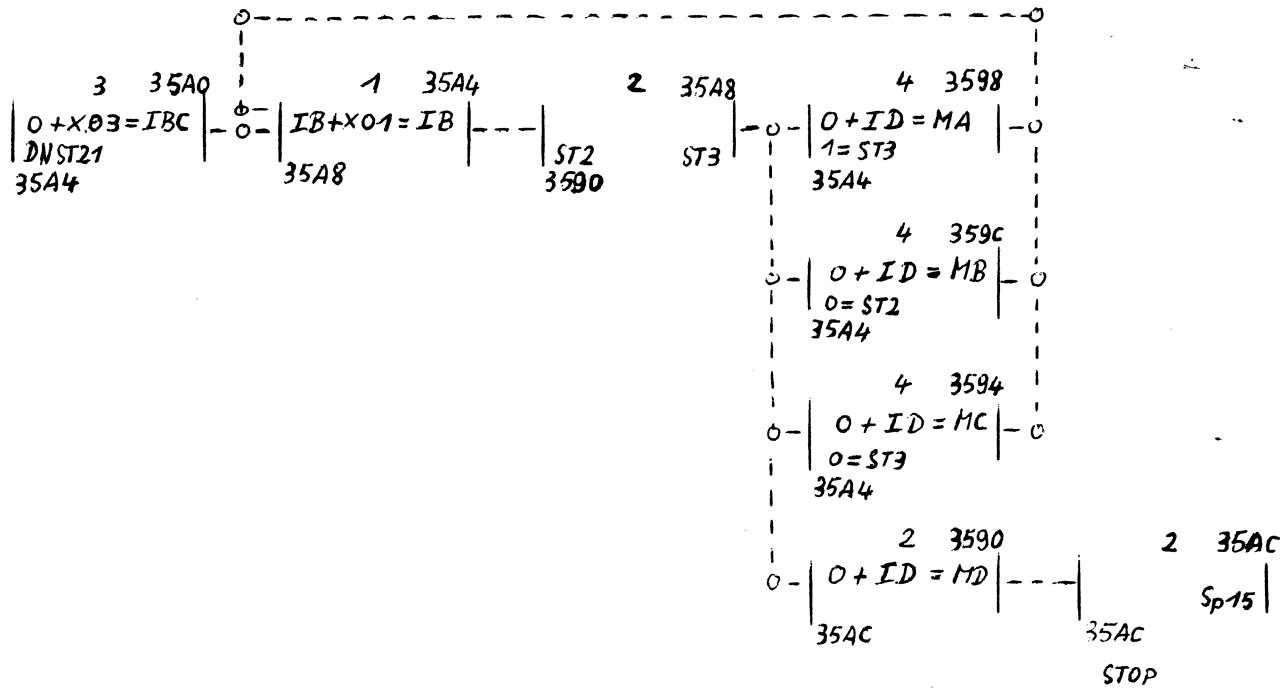 3 35A0
0+X.03=IBC
DNST21
35A4
1 35A4
IB+X01=IB
35A8
ST2
3590
2 35A8
ST3
4 3598
0+ID=MA
1=ST3
35A4
4 359C
0+ID=MB
0=ST2
35A4
4 3594
0+ID=MC
0=ST3
35A4
2 3590
0+ID=MD
35AC
35AC
STOP
2 35AC
Sp15